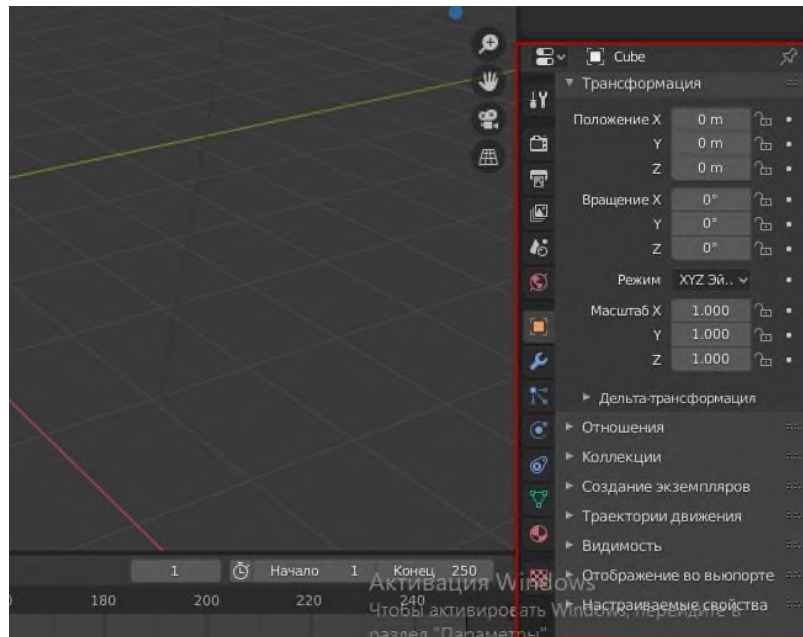 Cube
Трансформация
Положение X 0 m
Y 0 m
Z 0 m
Вращение X 0°
Y 0°
Z 0°
Режим XYZ Эй..
Масштаб X 1.000
Y 1.000
Z 1.000
Дельта-трансформация
Отношения
Коллекции
Создание экземпляров
Траектории движения
Видимость
Отображение во вьюпорте
Настраиваемые свойства
1 Начало 1 Конец 250
180 200 220 240
Активация Windows
Чтобы активировать Windows, перейдите в
раздел "Параметры"